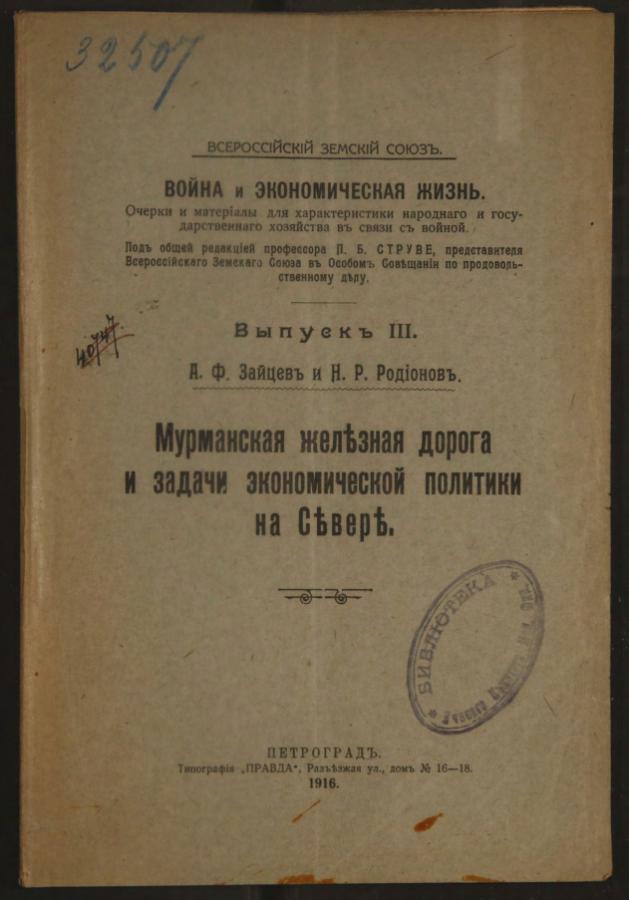 32507
ВСЕРОССІЙСКІЙ ЗЕМСКІЙ СОЮЗЪ.
ВОЙНА и ЭКОНОМИЧЕСКАЯ ЖИЗНЬ.
Очерки и матеріалы для характеристики народнаго и госу-
дарственнаго хозяйства въ связи съ войной.
Подъ общей редакціей профессора П. Б. СТРУВЕ, представителя
Всероссійскаго Земскаго Союза въ Особомъ Совѣщаніи по продоволь-
ственному дѣлу.
Выпускъ III.
40747.
А. Ф. Зайцевъ и Н. Р. Родіоновъ.
Мурманская желѣзная дорога
и задачи экономической политики
на Сѣверѣ.
БИБЛІОТЕКА
ПЕТРОГРАДЪ.
Типографія „ПРАВДА“, Разъѣзжая ул., домъ № 16—18.
1916.